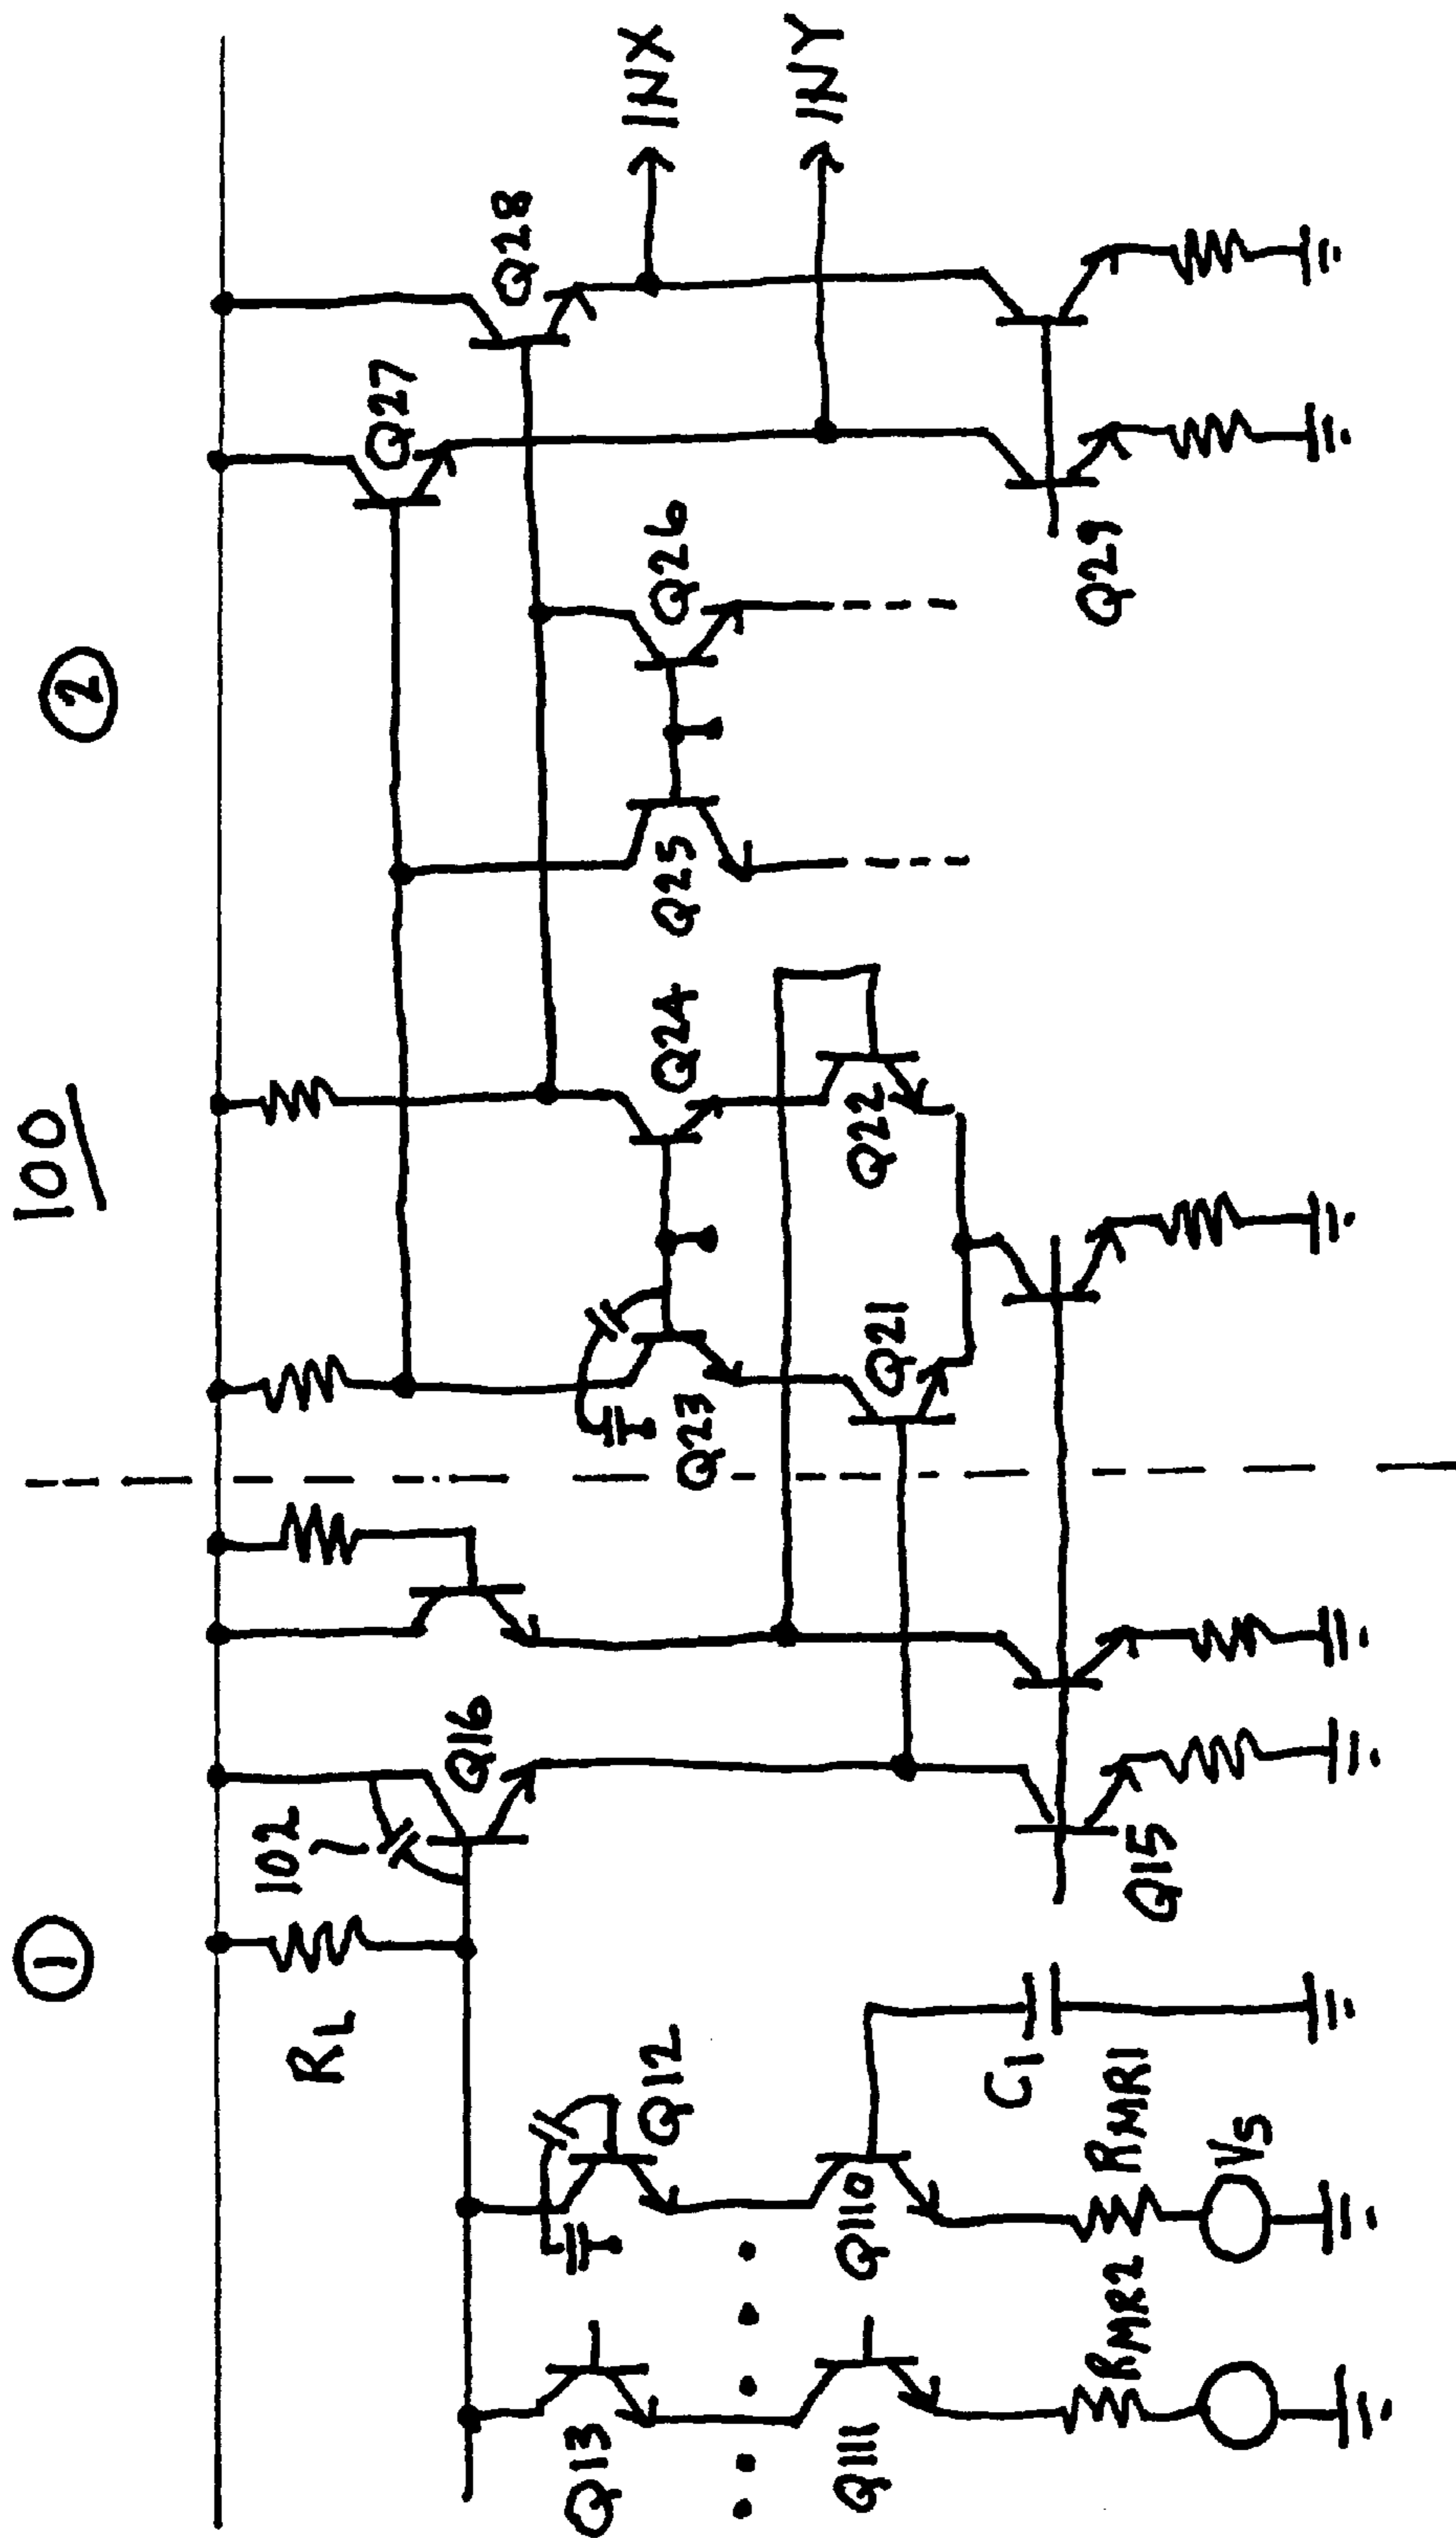 100
①
②
RL
102
Q16
Q27
Q28
INX
INY
Q13
Q12
Q23
Q24
Q25
Q26
Q111
Q110
C1
Q15
Q21
Q22
Q29
RMR2
RMR1
VS